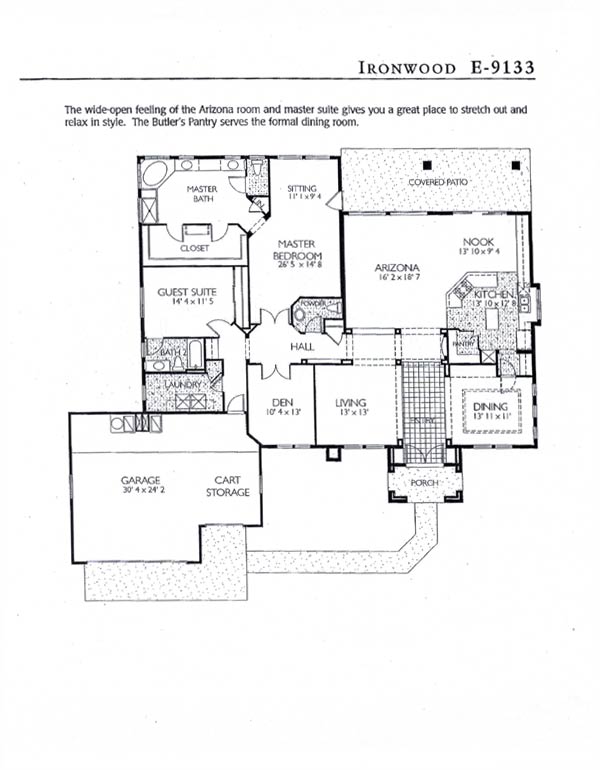 IRONWOOD E-9133
The wide-open feeling of the Arizona room and master suite gives you a great place to stretch out and
relax in style. The Butler's Pantry serves the formal dining room.
MASTER
BATH
SITTING
11' 1 x 9' 4
COVERED PATIO
CLOSET
MASTER
BEDROOM
26' 5 x 14' 8
NOOK
13' 10 x 9' 4
ARIZONA
16' 2 x 18' 7
GUEST SUITE
14' 4 x 11' 5
KITCHEN
13' 10 x 12' 8
POWDER
HALL
PANTRY
BATH 2
LAUNDRY
DEN
10' 4 x 13'
LIVING
13' x 13'
DINING
13' 11 x 11'
ENTRY
GARAGE
30' 4 x 24' 2
CART
STORAGE
PORCH